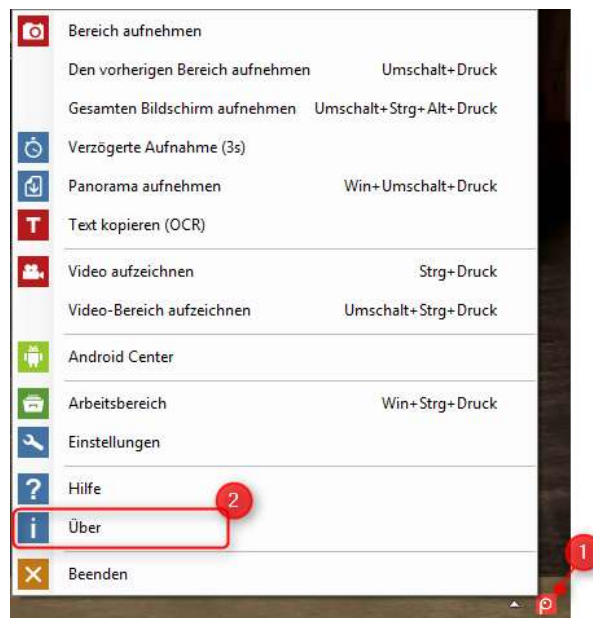 Bereich aufnehmen
Den vorherigen Bereich aufnehmen Umschalt+Druck
Gesamten Bildschirm aufnehmen Umschalt+Strg+Alt+Druck
Verzögerte Aufnahme (3s)
Panorama aufnehmen Win+Umschalt+Druck
T Text kopieren (OCR)
Video aufzeichnen Strg+Druck
Video-Bereich aufzeichnen Umschalt+Strg+Druck
Android Center
Arbeitsbereich Win+Strg+Druck
Einstellungen
? Hilfe
2
i Über
1
Beenden